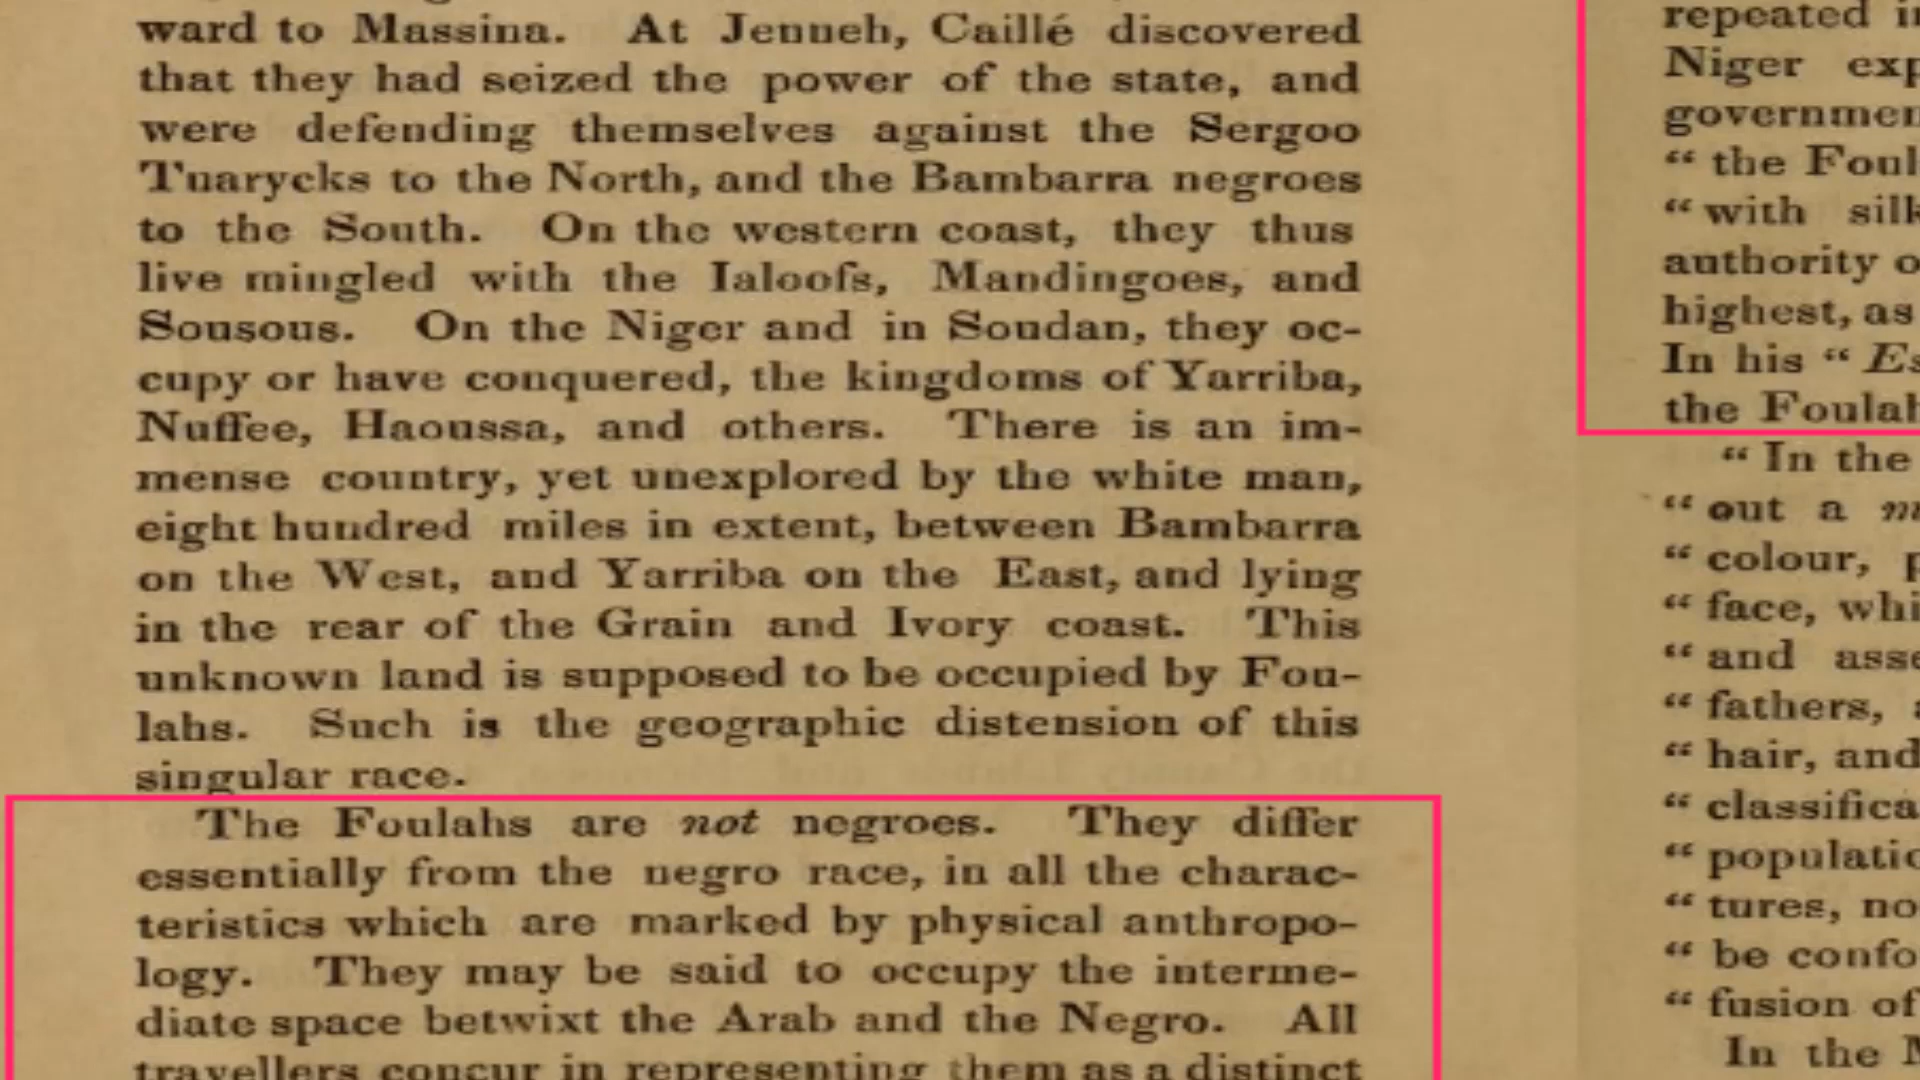 ward to Massina. At Jenneh, Caillé discovered
that they had seized the power of the state, and
were defending themselves against the Sergoo
Tuarycks to the North, and the Bambarra negroes
to the South. On the western coast, they thus
live mingled with the Ialoofs, Mandingoes, and
Sousous. On the Niger and in Soudan, they oc-
cupy or have conquered, the kingdoms of Yarriba,
Nuffee, Haoussa, and others. There is an im-
mense country, yet unexplored by the white man,
eight hundred miles in extent, between Bambarra
on the West, and Yarriba on the East, and lying
in the rear of the Grain and Ivory coast. This
unknown land is supposed to be occupied by Fou-
lahs. Such is the geographic distension of this
singular race.
The Foulahs are not negroes. They differ
essentially from the negro race, in all the charac-
teristics which are marked by physical anthropo-
logy. They may be said to occupy the interme-
diate space betwixt the Arab and the Negro. All
travellers concur in representing them as a distinct
repeated
Niger
“ the
“ with
authority
highest, as
In his “
the
“ In the
“ out a
“ colour,
“ face,
“ and
“ fathers,
“ hair, and
“
“
“ tures,
“ be
“ fusion of
In the